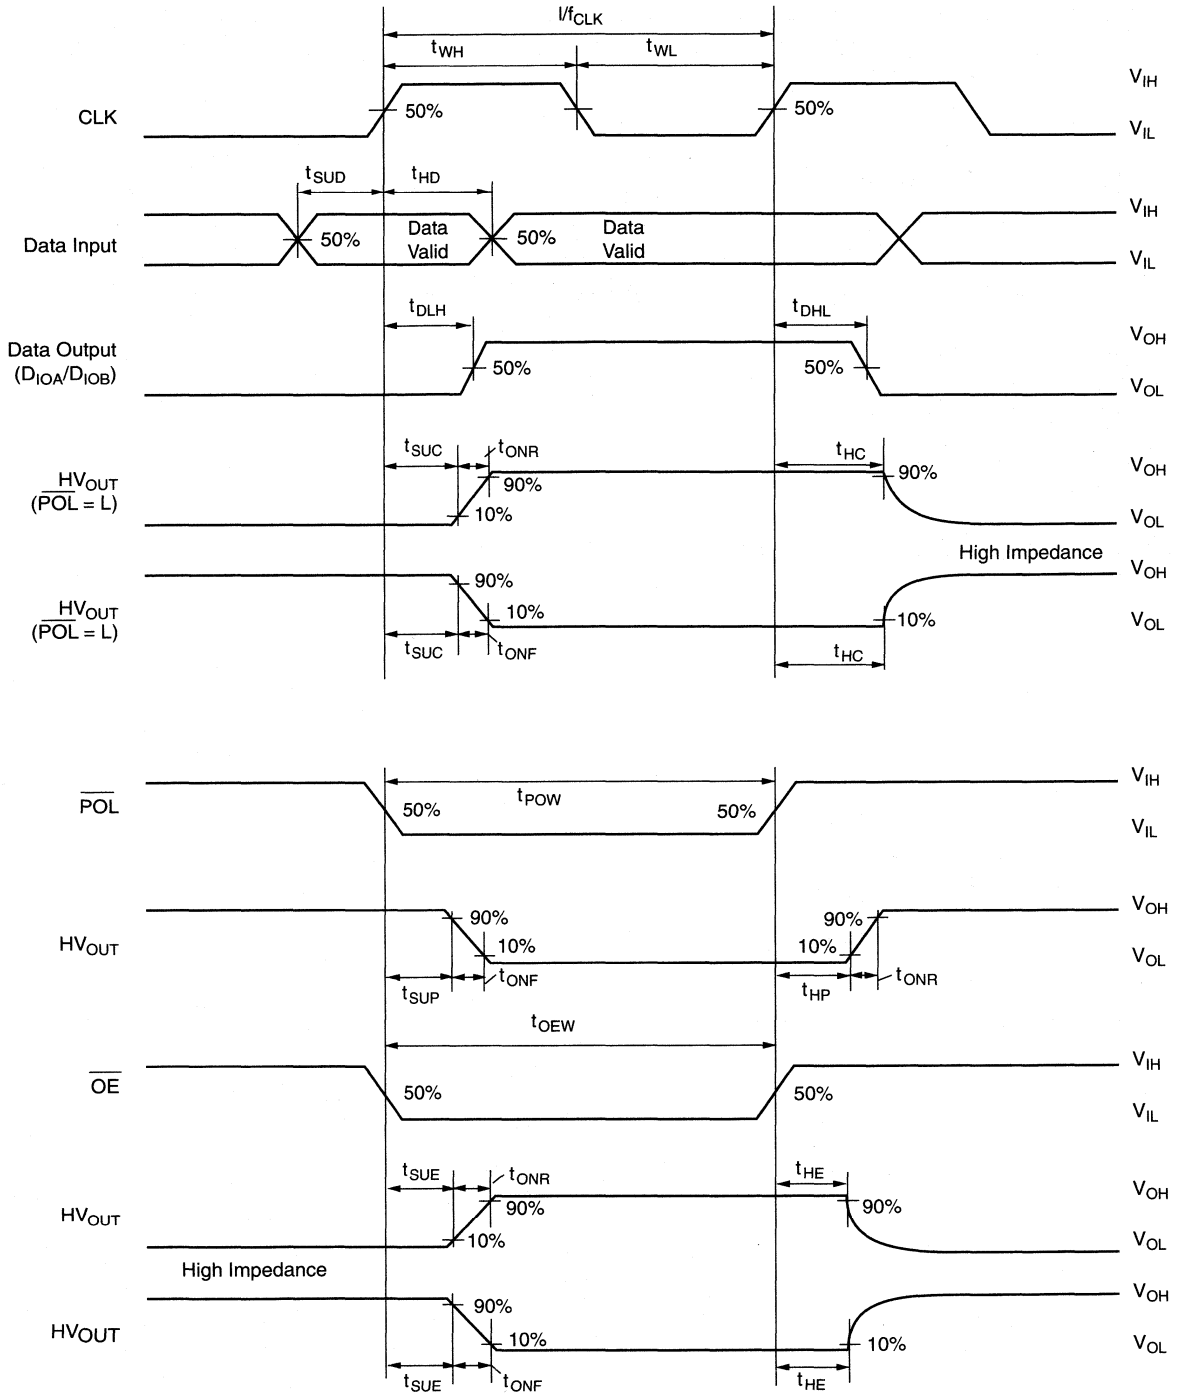 l/fCLK
tWH tWL
CLK 50% 50% VIH
VIL
tSUD tHD
Data Input 50% Data Valid 50% Data Valid VIH
VIL
tDLH tDHL
Data Output
(DIOA/DIOB) 50% 50% VOH
VOL
tSUC tONR tHC
HVOUT
(P̅O̅L̅ = L) 90% 10% 90% VOH
VOL
High Impedance
HVOUT
(P̅O̅L̅ = L) 90% 10% 10% VOH
VOL
tSUC tONF tHC
P̅O̅L̅ 50% tPOW 50% VIH
VIL
HVOUT 90% 10% 90% 10% VOH
VOL
tSUP tONF tHP tONR
tOEW
O̅E̅ 50% 50% VIH
VIL
tSUE tONR tHE
HVOUT 90% 10% 90% VOH
VOL
High Impedance
HVOUT 90% 10% 10% VOH
VOL
tSUE tONF tHE